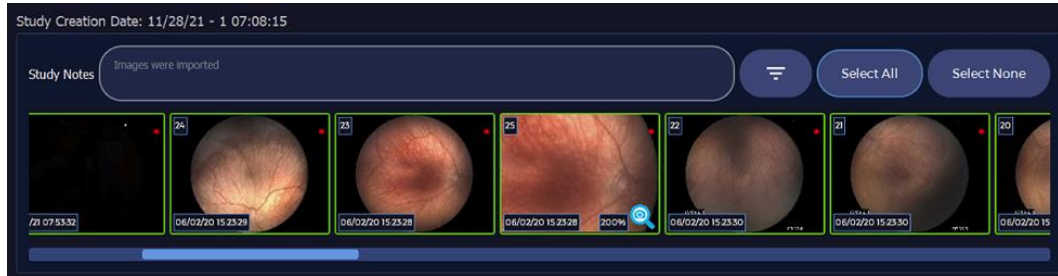 Study Creation Date: 11/28/21 - 1 07:08:15
Study Notes
Images were imported
Select All
Select None
24
23
25
22
21
20
/21 07:53:32
06/02/20 15:23:29
06/02/20 15:23:28
06/02/20 15:23:28
200%
06/02/20 15:23:30
06/02/20 15:23:30
06/02/20 15